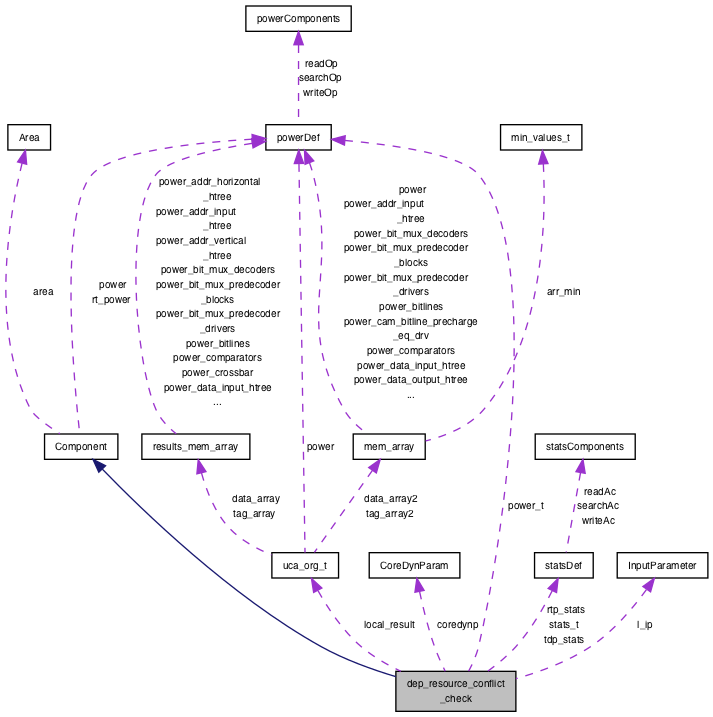 powerComponents
readOp
searchOp
writeOp
Area
powerDef
min_values_t
power_addr_horizontal
_htree
power_addr_input
_htree
power_addr_vertical
_htree
power_bit_mux_decoders
power_bit_mux_predecoder
_blocks
power_bit_mux_predecoder
_drivers
power_bitlines
power_comparators
power_crossbar
power_data_input_htree
...
power
power_addr_input
_htree
power_bit_mux_decoders
power_bit_mux_predecoder
_blocks
power_bit_mux_predecoder
_drivers
power_bitlines
power_cam_bitline_precharge
_eq_drv
power_comparators
power_data_input_htree
power_data_output_htree
...
area
power
rt_power
arr_min
Component
results_mem_array
power
mem_array
statsComponents
data_array
tag_array
data_array2
tag_array2
power_t
readAc
searchAc
writeAc
uca_org_t
CoreDynParam
statsDef
InputParameter
local_result
coredynp
rtp_stats
stats_t
tdp_stats
l_ip
dep_resource_conflict
_check